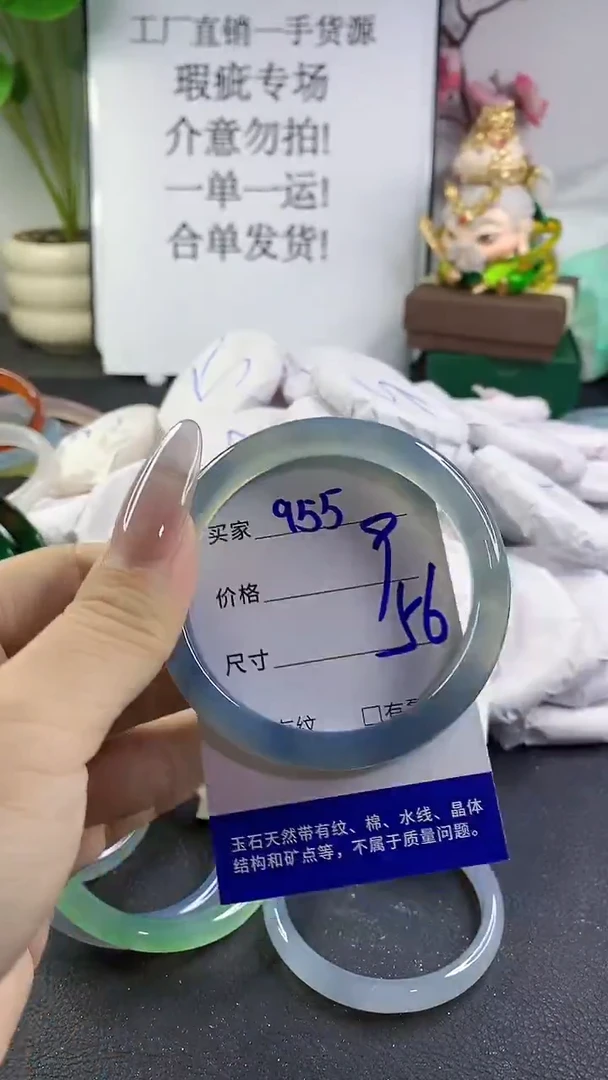 工厂直销一手货源
瑕疵专场
介意勿拍!
一单一运!
合单发货!
买家 955
价格
尺寸 56
玉石天然带有纹、棉、水线、晶体
结构和矿点等，不属于质量问题。